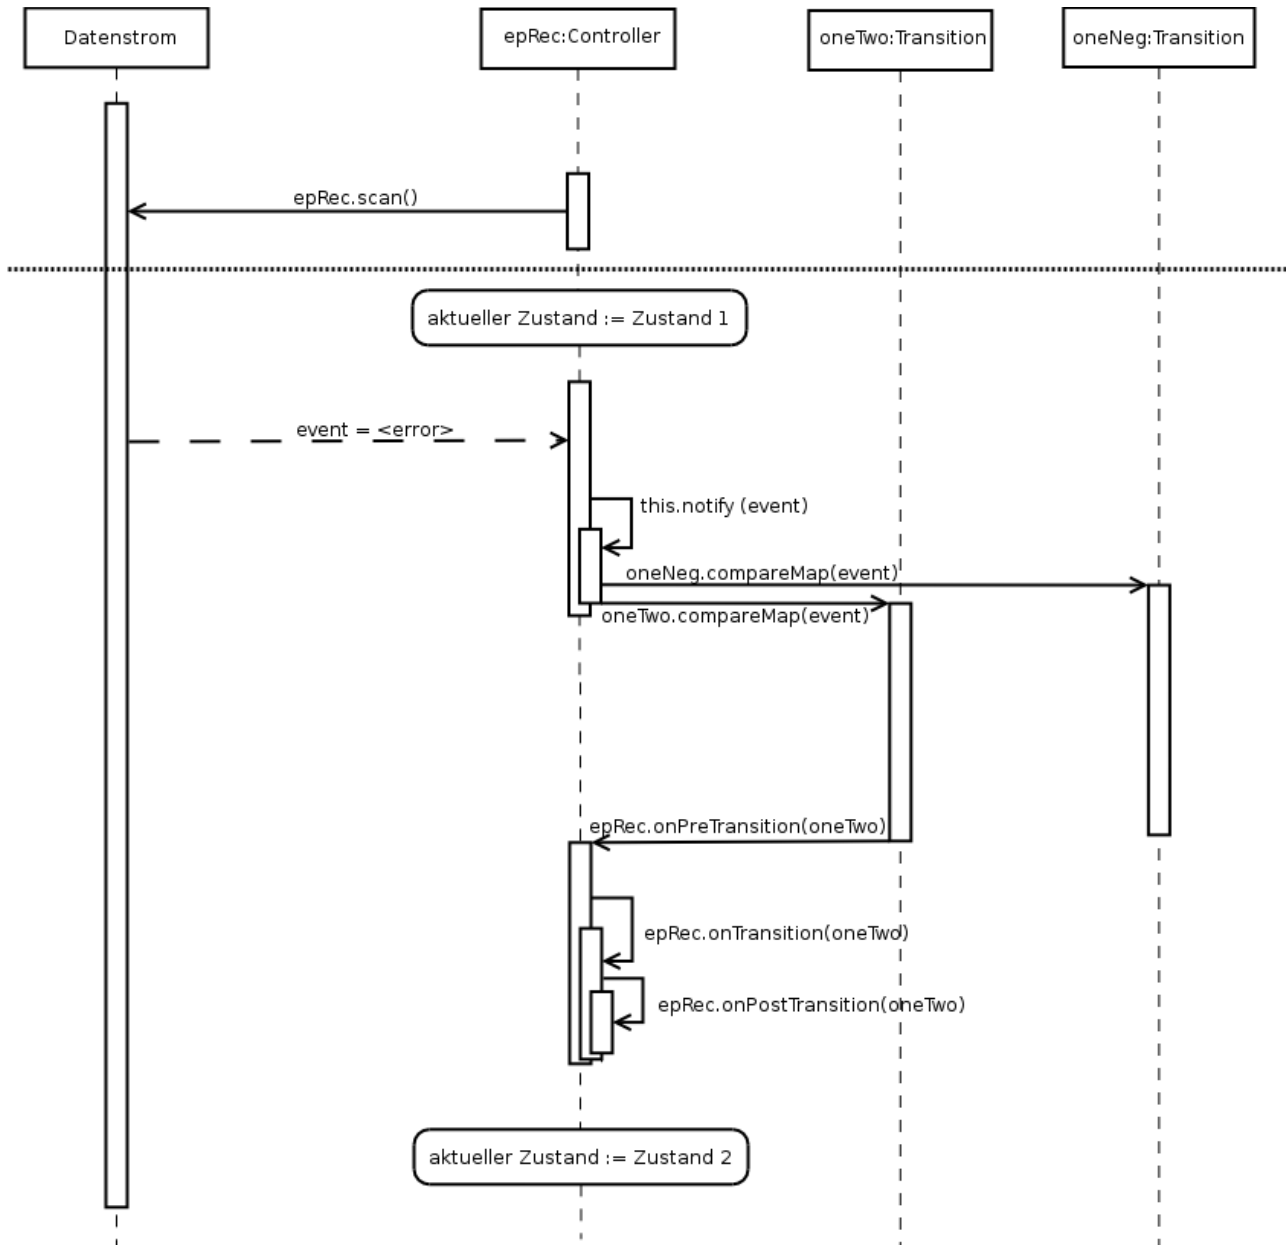 Datenstrom
epRec:Controller
oneTwo:Transition
oneNeg:Transition
epRec.scan()
aktueller Zustand := Zustand 1
event = <error>
this.notify (event)
oneNeg.compareMap(event)
oneTwo.compareMap(event)
epRec.onPreTransition(oneTwo)
epRec.onTransition(oneTwo)
epRec.onPostTransition(oneTwo)
aktueller Zustand := Zustand 2